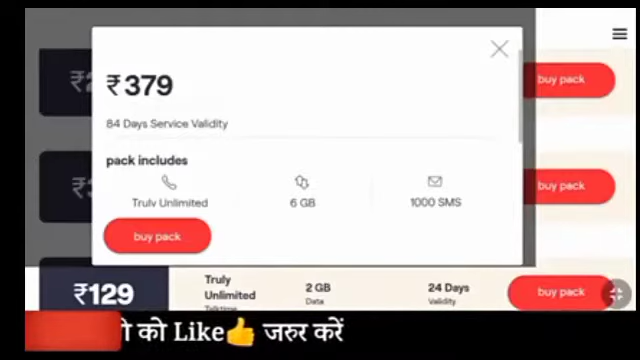 ₹379
84 Days Service Validity
pack includes
Truly Unlimited
6 GB
1000 SMS
buy pack
buy pack
buy pack
₹129
Truly
Unlimited
2 GB
Data
24 Days
Validity
buy pack
को Like👍 जरुर करें